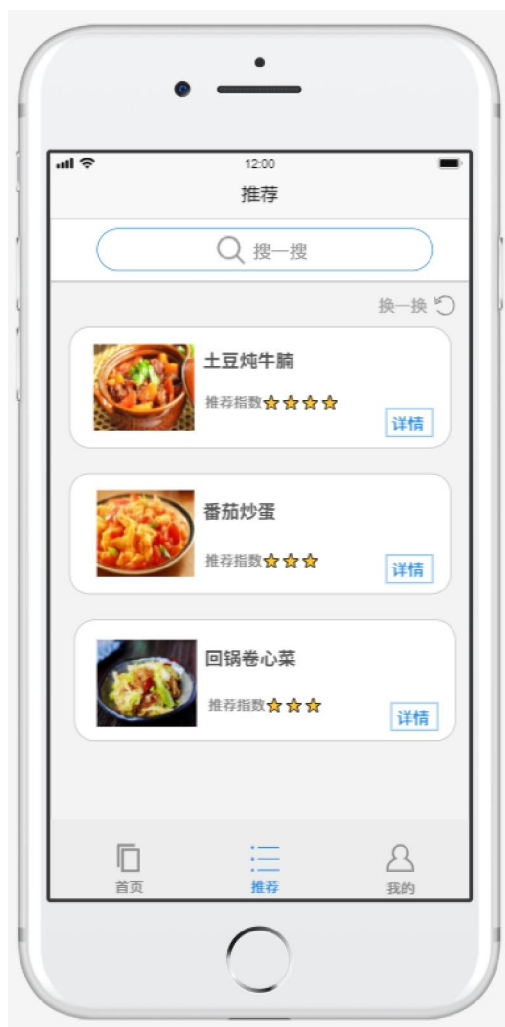 12:00
推荐
搜一搜
换一换
土豆炖牛腩
推荐指数
详情
番茄炒蛋
推荐指数
详情
回锅卷心菜
推荐指数
详情
首页 推荐 我的